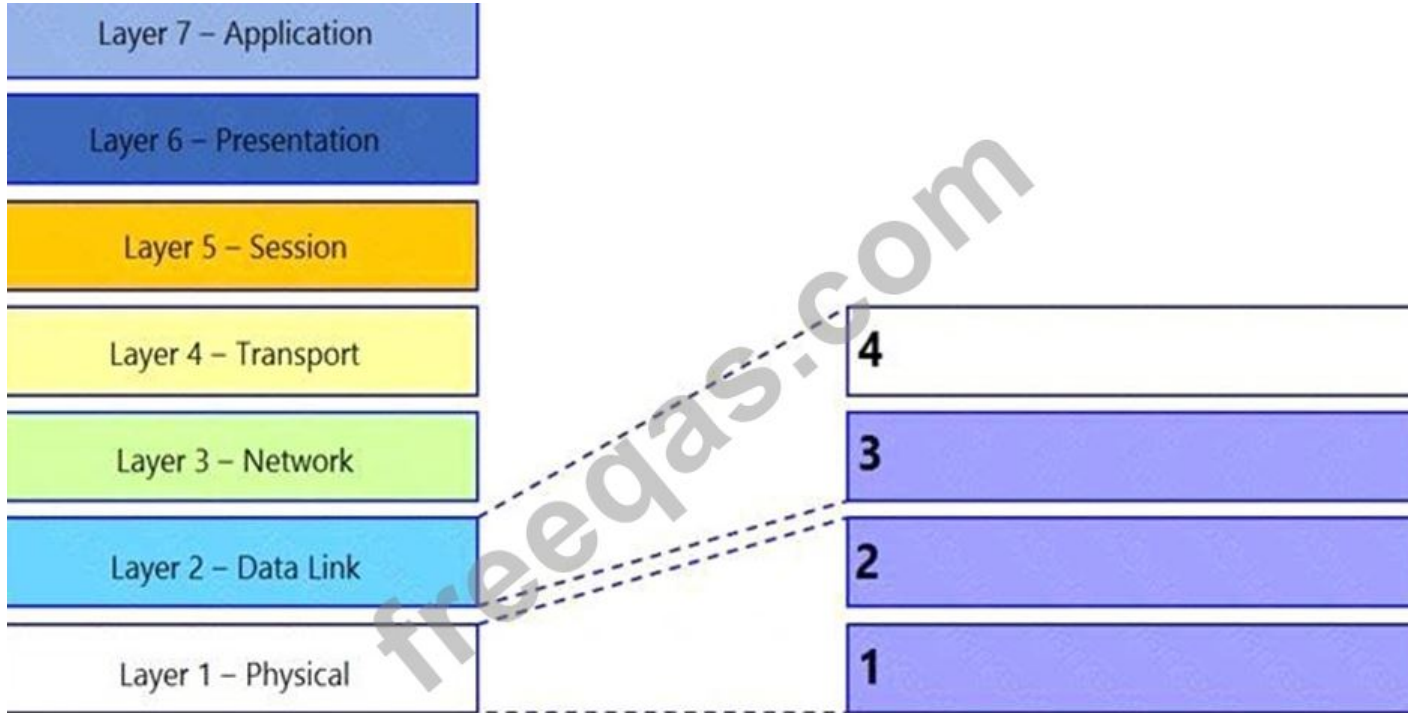 Layer 7 – Application
Layer 6 – Presentation
Layer 5 – Session
Layer 4 – Transport
Layer 3 – Network
Layer 2 – Data Link
Layer 1 – Physical
4
3
2
1
freeqas.com